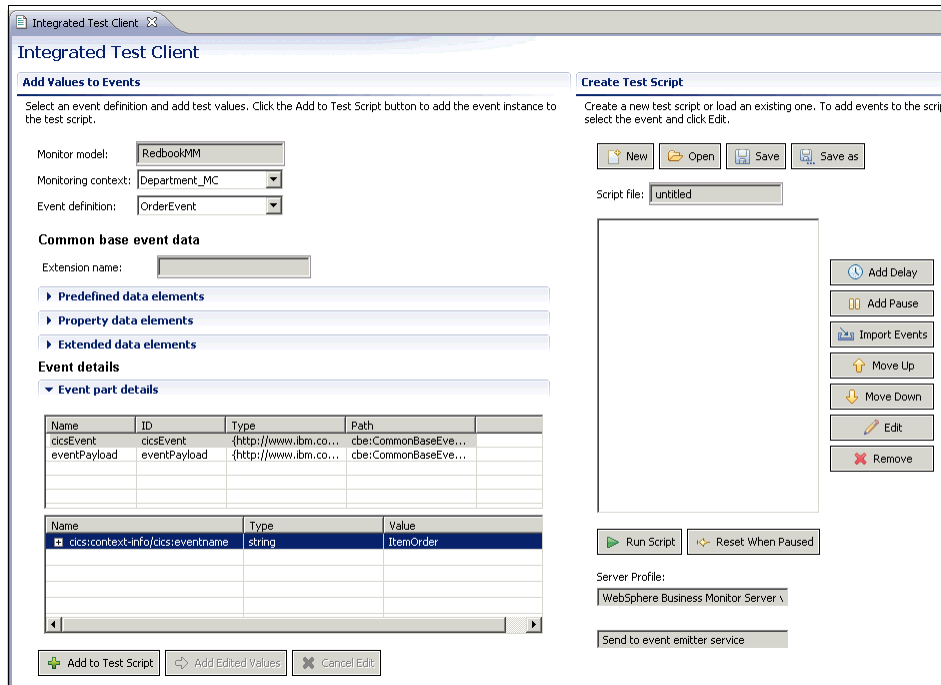 Integrated Test Client
Integrated Test Client
Add Values to Events
Select an event definition and add test values. Click the Add to Test Script button to add the event instance to
the test script.
Monitor model: RedbookMM
Monitoring context: Department_MC
Event definition: OrderEvent
Common base event data
Extension name:
Predefined data elements
Property data elements
Extended data elements
Event details
Event part details
Name ID Type Path
cicsEvent cicsEvent {http://www.ibm.co... cbe:CommonBaseEve...
eventPayload eventPayload {http://www.ibm.co... cbe:CommonBaseEve...
Name Type Value
cics:context-info/cics:eventname string ItemOrder
Add to Test Script Add Edited Values Cancel Edit
Create Test Script
Create a new test script or load an existing one. To add events to the scri
select the event and click Edit.
New Open Save Save as
Script file: untitled
Add Delay
Add Pause
Import Events
Move Up
Move Down
Edit
Remove
Run Script Reset When Paused
Server Profile:
WebSphere Business Monitor Server v
Send to event emitter service